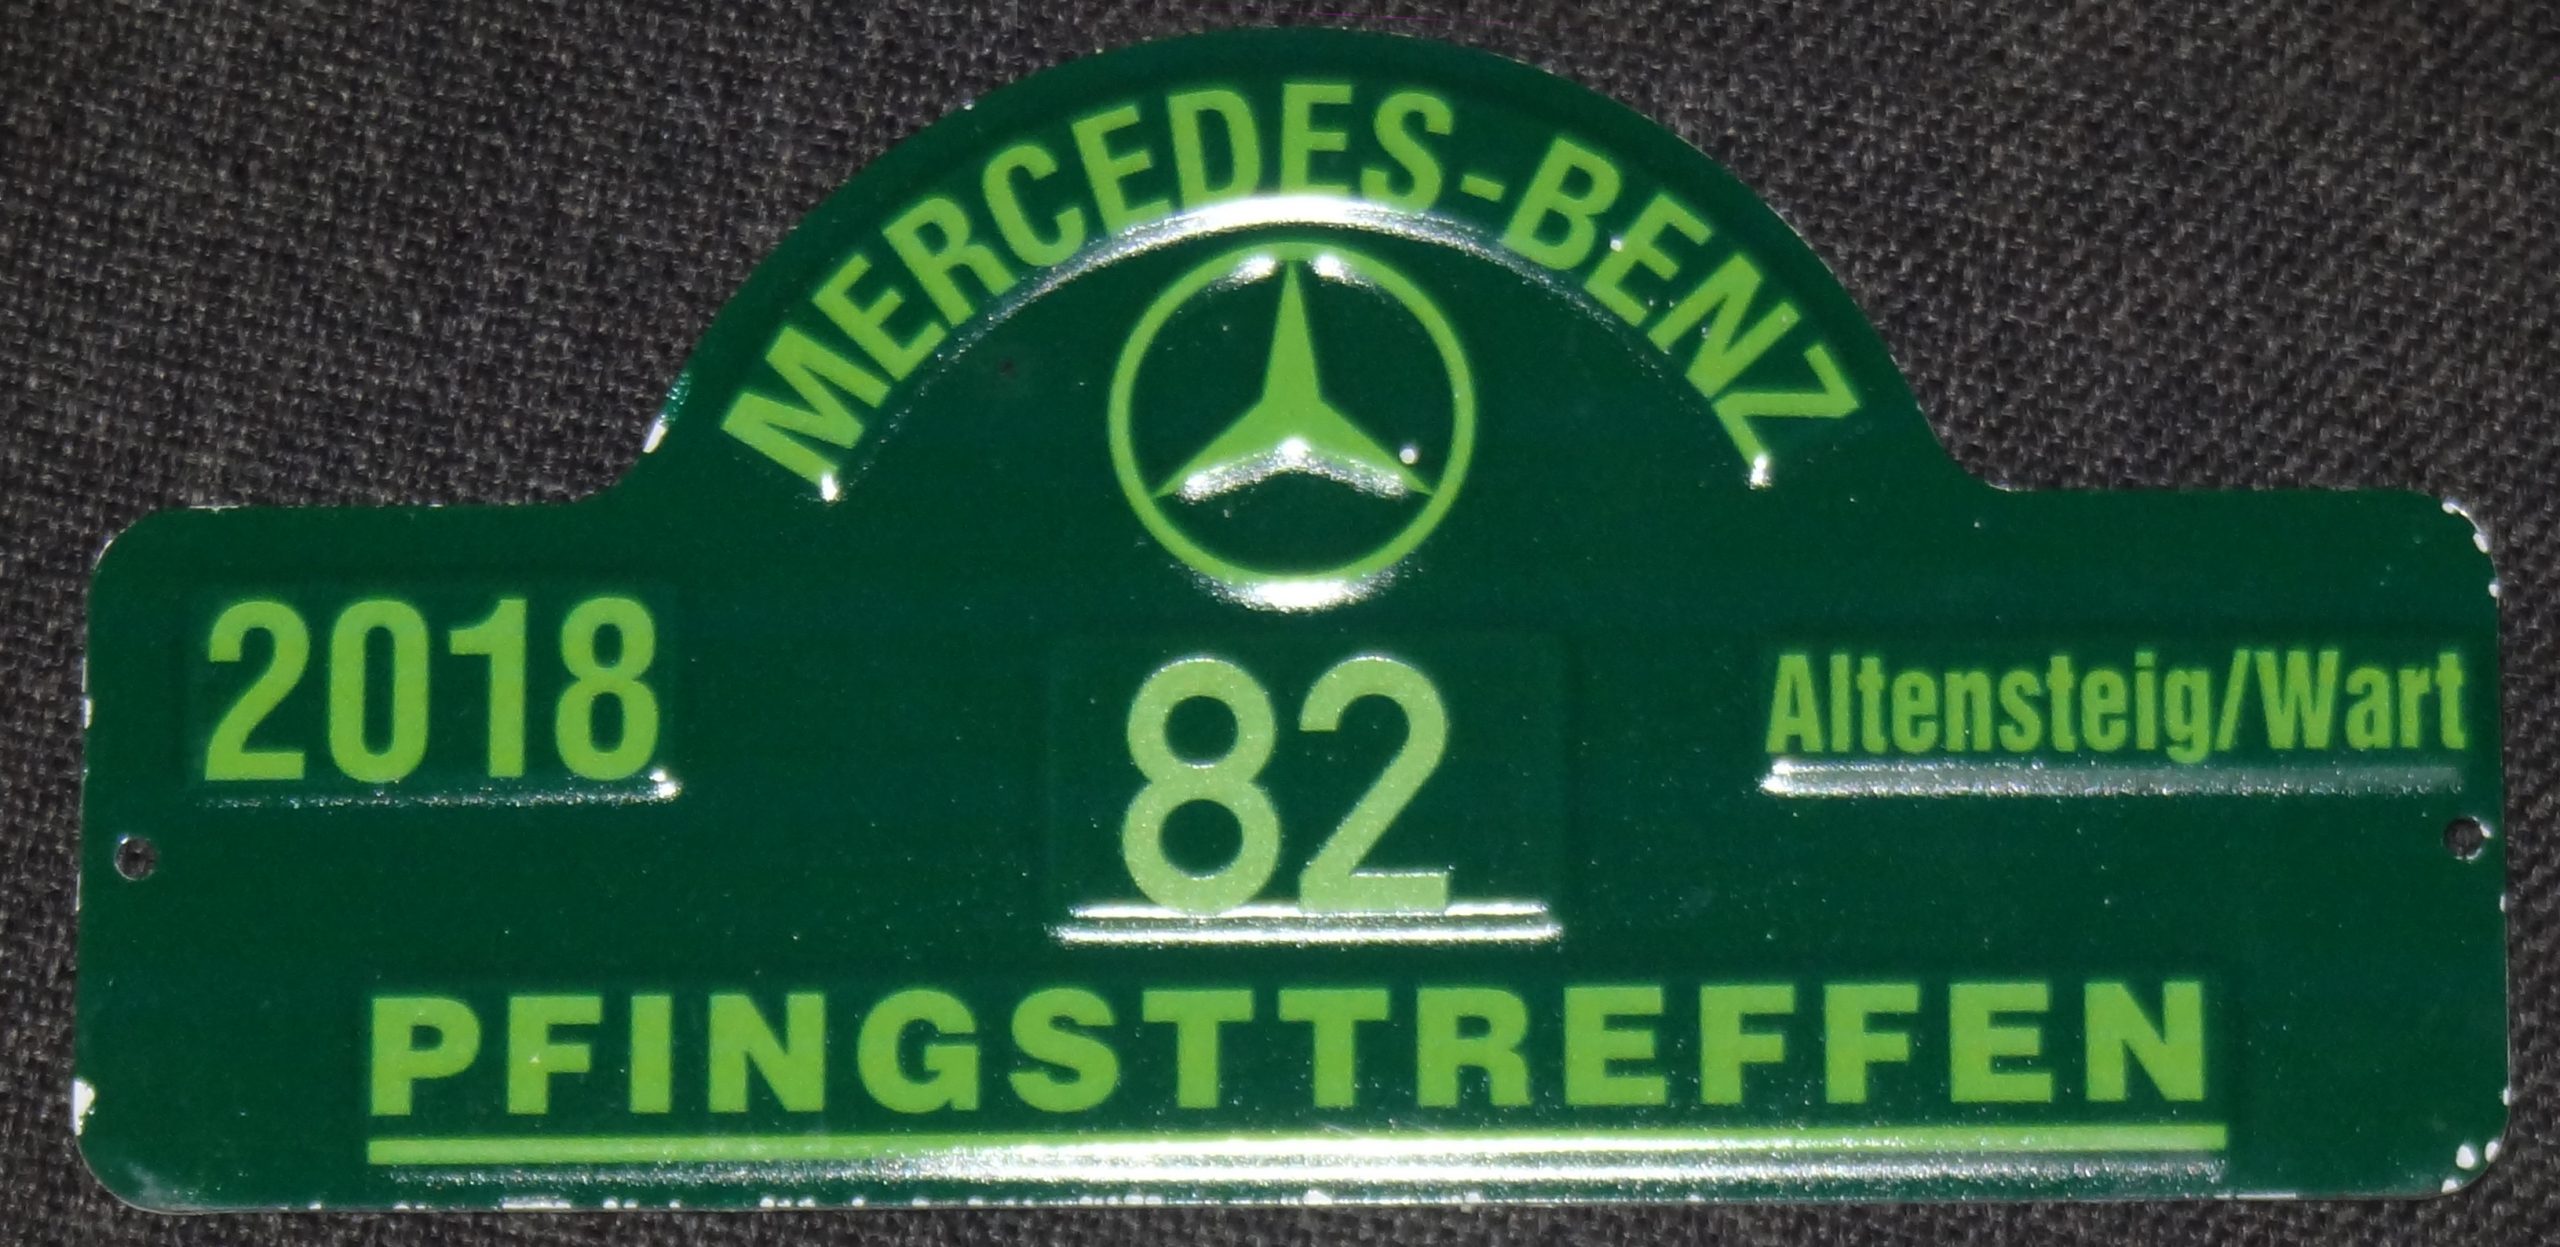 MERCEDES-BENZ
2018
82
Altensteig/Wart
PFINGSTTREFFEN